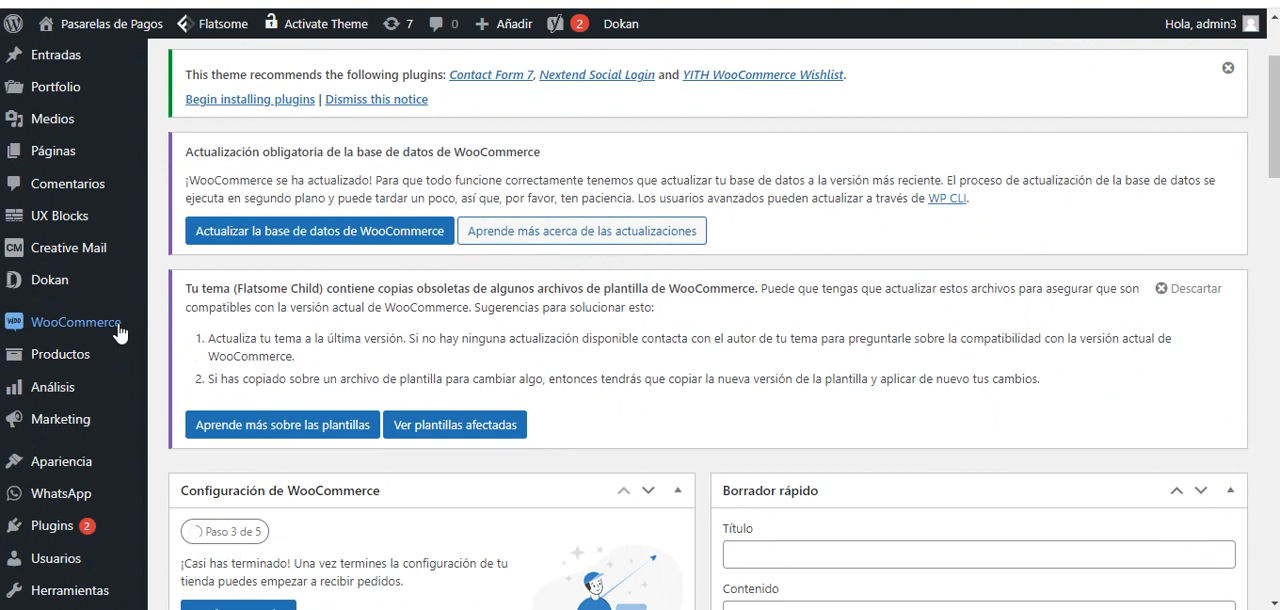 Pasarelas de Pagos Flatsome Activate Theme 7 0 Añadir 2 Dokan Hola, admin3
Entradas
Portfolio
Medios
Páginas
Comentarios
UX Blocks
CM Creative Mail
Dokan
Woo WooCommerce
Productos
Análisis
Marketing
Apariencia
WhatsApp
Plugins 2
Usuarios
Herramientas
This theme recommends the following plugins: Contact Form 7, Nextend Social Login and YITH WooCommerce Wishlist.
Begin installing plugins | Dismiss this notice
Actualización obligatoria de la base de datos de WooCommerce
¡WooCommerce se ha actualizado! Para que todo funcione correctamente tenemos que actualizar tu base de datos a la versión más reciente. El proceso de actualización de la base de datos se
ejecuta en segundo plano y puede tardar un poco, así que, por favor, ten paciencia. Los usuarios avanzados pueden actualizar a través de WP CLI.
Actualizar la base de datos de WooCommerce Aprende más acerca de las actualizaciones
Tu tema (Flatsome Child) contiene copias obsoletas de algunos archivos de plantilla de WooCommerce. Puede que tengas que actualizar estos archivos para asegurar que son Descartar
compatibles con la versión actual de WooCommerce. Sugerencias para solucionar esto:
1. Actualiza tu tema a la última versión. Si no hay ninguna actualización disponible contacta con el autor de tu tema para preguntarle sobre la compatibilidad con la versión actual de
WooCommerce.
2. Si has copiado sobre un archivo de plantilla para cambiar algo, entonces tendrás que copiar la nueva versión de la plantilla y aplicar de nuevo tus cambios.
Aprende más sobre las plantillas Ver plantillas afectadas
Configuración de WooCommerce
Paso 3 de 5
¡Casi has terminado! Una vez termines la configuración de tu
tienda puedes empezar a recibir pedidos.
Borrador rápido
Título
Contenido